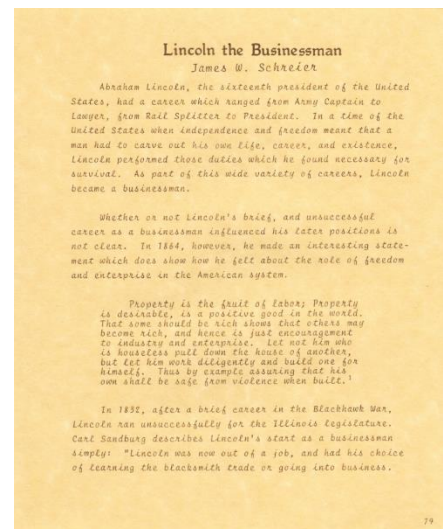 Lincoln the Businessman
James W. Schreier
Abraham Lincoln, the sixteenth president of the United
States, had a career which ranged from Army Captain to
Lawyer, from Rail Splitter to President. In a time of the
United States when independence and freedom meant that a
man had to carve out his own life, career, and existence,
Lincoln performed those duties which he found necessary for
survival. As part of this wide variety of careers, Lincoln
became a businessman.
Whether or not Lincoln's brief, and unsuccessful
career as a businessman influenced his later positions is
not clear. In 1864, however, he made an interesting state-
ment which does show how he felt about the role of freedom
and enterprise in the American system.
Property is the fruit of labor; Property
is desirable, is a positive good in the world.
That some should be rich shows that others may
become rich, and hence is just encouragement
to industry and enterprise. Let not him who
is houseless pull down the house of another,
but let him work diligently and build one for
himself. Thus by example assuring that his
own shall be safe from violence when built.¹
In 1832, after a brief career in the Blackhawk War,
Lincoln ran unsuccessfully for the Illinois legislature.
Carl Sandburg describes Lincoln's start as a businessman
simply: "Lincoln was now out of a job, and had his choice
of learning the blacksmith trade or going into business.
79